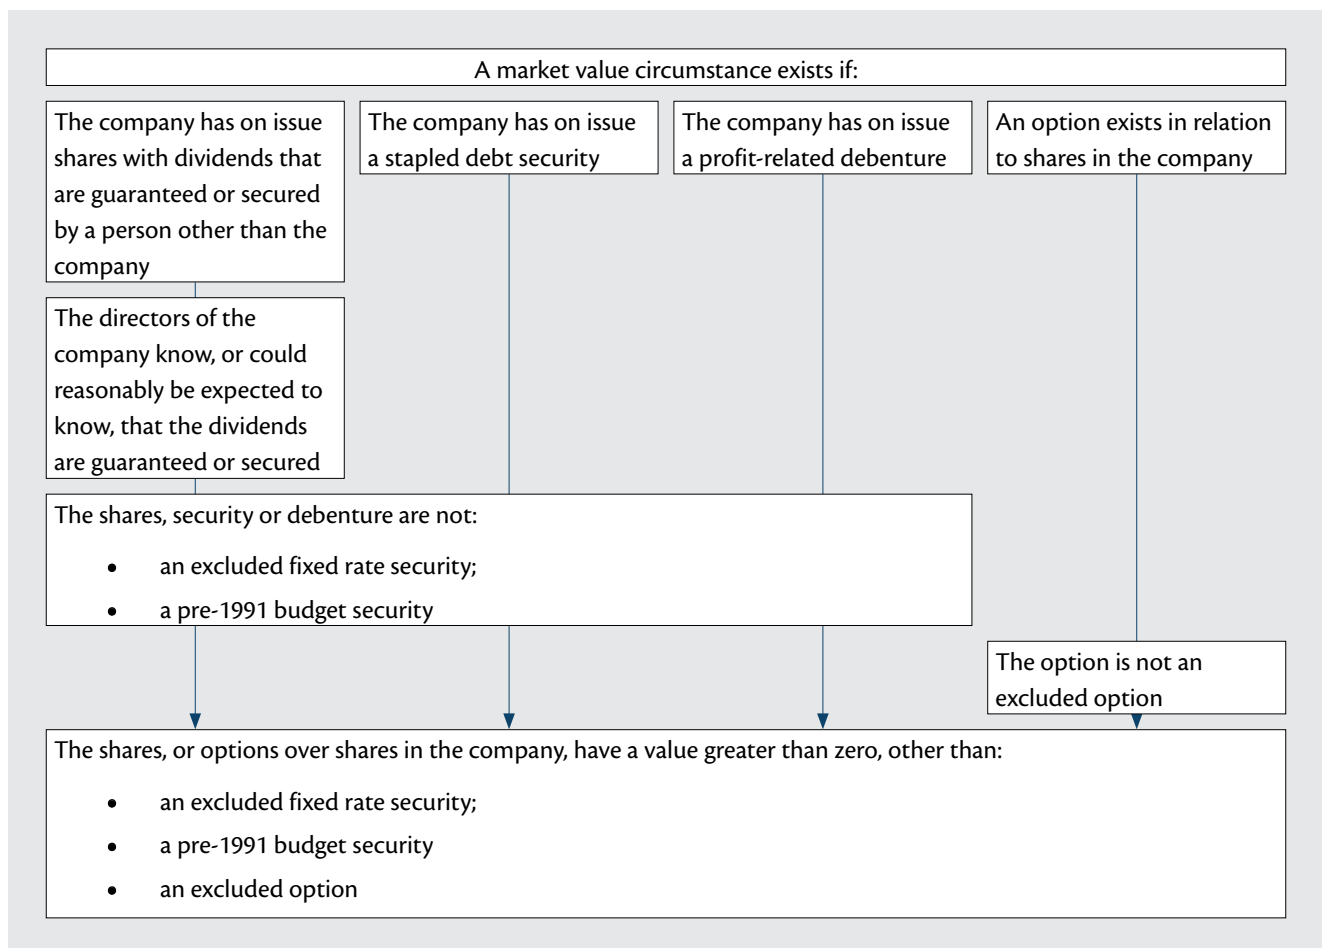 A market value circumstance exists if:
The company has on issue
shares with dividends that
are guaranteed or secured
by a person other than the
company
The company has on issue
a stapled debt security
The company has on issue
a profit-related debenture
An option exists in relation
to shares in the company
The directors of the
company know, or could
reasonably be expected to
know, that the dividends
are guaranteed or secured
The shares, security or debenture are not:
• an excluded fixed rate security;
• a pre-1991 budget security
The option is not an
excluded option
The shares, or options over shares in the company, have a value greater than zero, other than:
• an excluded fixed rate security;
• a pre-1991 budget security
• an excluded option